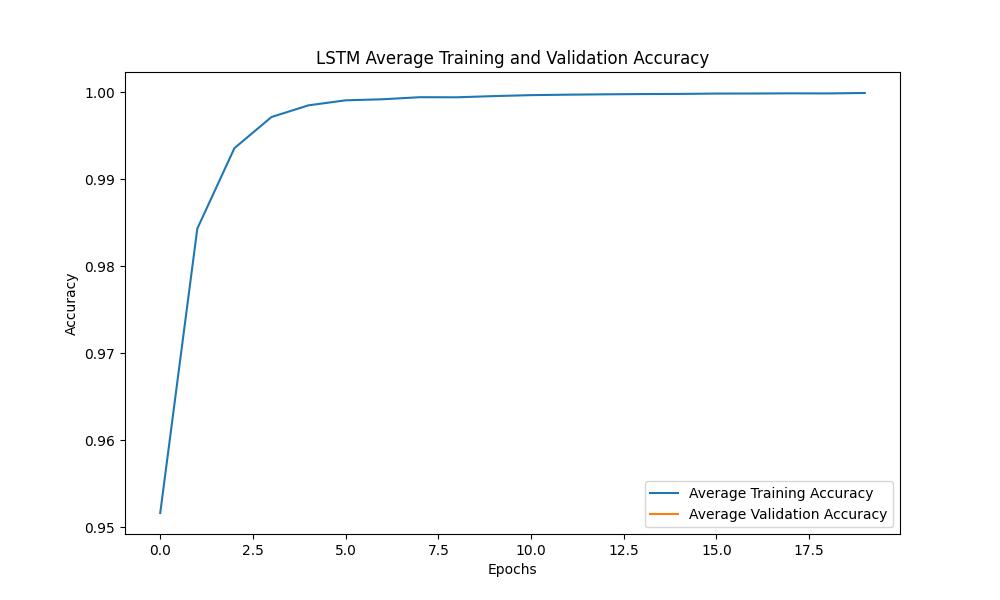 LSTM Average Training and Validation Accuracy
1.00
0.99
0.98
0.97
0.96
0.95
Accuracy
Average Training Accuracy
Average Validation Accuracy
0.0 2.5 5.0 7.5 10.0 12.5 15.0 17.5
Epochs